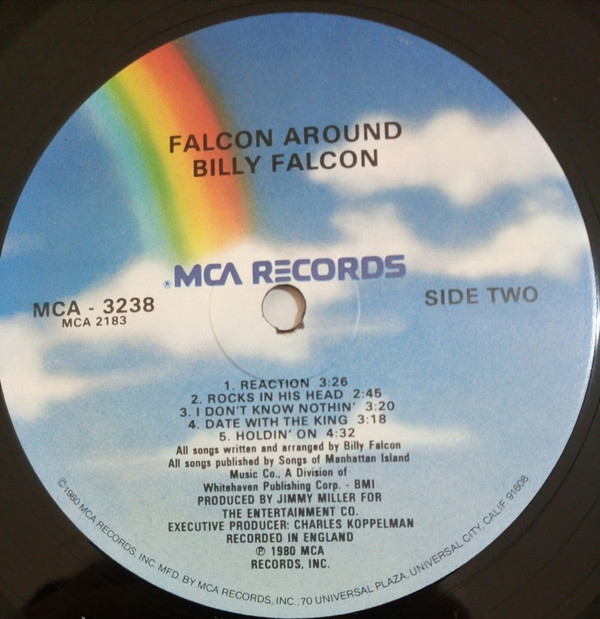 FALCON AROUND
BILLY FALCON
® MCA RECORDS
MCA - 3238
MCA 2183
SIDE TWO
1. REACTION 3:26
2. ROCKS IN HIS HEAD 2:45
3. I DON'T KNOW NOTHIN' 3:20
4. DATE WITH THE KING 3:18
5. HOLDIN' ON 4:32
All songs written and arranged by Billy Falcon
All songs published by Songs of Manhattan Island
Music Co., A Division of
Whitehaven Publishing Corp. - BMI
PRODUCED BY JIMMY MILLER FOR
THE ENTERTAINMENT CO.
EXECUTIVE PRODUCER: CHARLES KOPPELMAN
RECORDED IN ENGLAND
℗ 1980 MCA
RECORDS, INC.
©1980 MCA RECORDS, INC. MFD. BY MCA RECORDS, INC., 70 UNIVERSAL PLAZA, UNIVERSAL CITY, CALIF. 91608